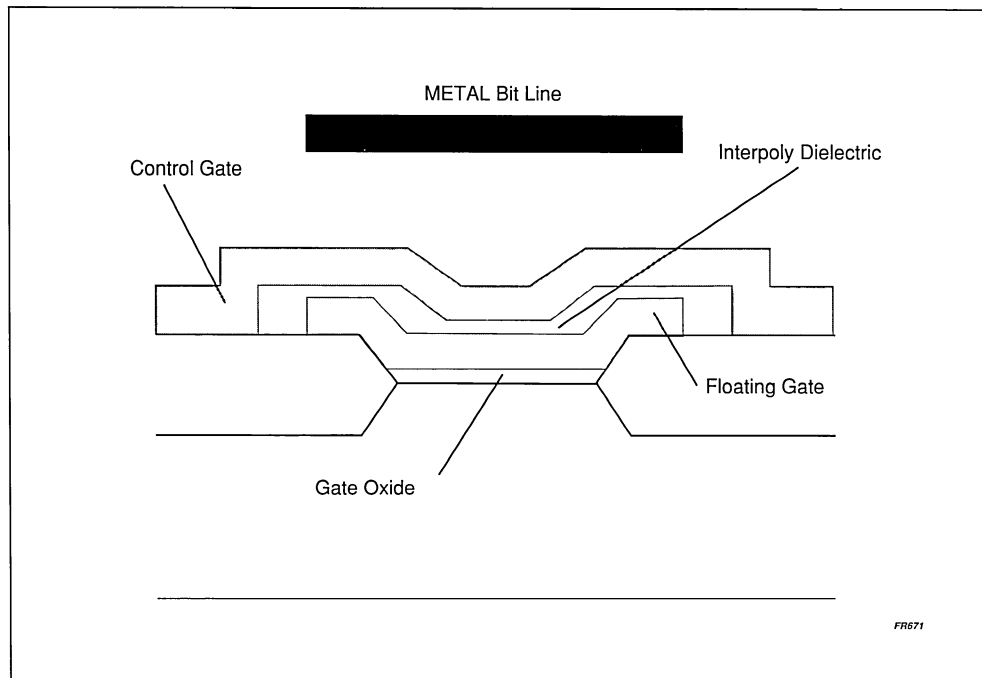 METAL Bit Line
Interpoly Dielectric
Control Gate
Floating Gate
Gate Oxide
FR671